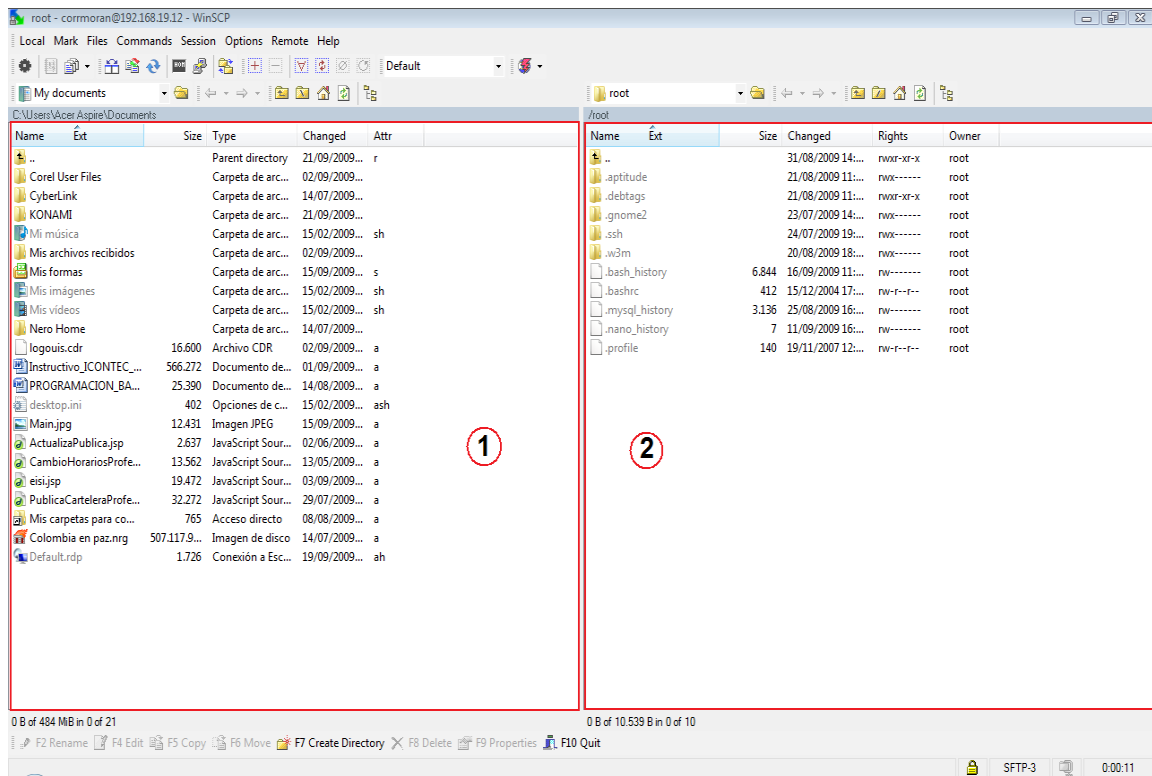 root - corrmoran@192.168.19.12 - WinSCP
Local Mark Files Commands Session Options Remote Help
Default
My documents
root
C:\Users\Acer Aspire\Documents
/root
Name Ext Size Type Changed Attr
Name Ext Size Changed Rights Owner
.. Parent directory 21/09/2009... r
Corel User Files Carpeta de arc... 02/09/2009...
CyberLink Carpeta de arc... 14/07/2009...
KONAMI Carpeta de arc... 21/09/2009...
Mi música Carpeta de arc... 15/02/2009... sh
Mis archivos recibidos Carpeta de arc... 02/09/2009...
Mis formas Carpeta de arc... 15/09/2009... s
Mis imágenes Carpeta de arc... 15/02/2009... sh
Mis vídeos Carpeta de arc... 15/02/2009... sh
Nero Home Carpeta de arc... 14/07/2009...
logouis.cdr 16.600 Archivo CDR 02/09/2009... a
Instructivo_ICONTEC_... 566.272 Documento de... 01/09/2009... a
PROGRAMACION_BA... 25.390 Documento de... 14/08/2009... a
desktop.ini 402 Opciones de c... 15/02/2009... ash
Main.jpg 12.431 Imagen JPEG 15/09/2009... a
ActualizaPublica.jsp 2.637 JavaScript Sour... 02/06/2009... a
CambioHorariosProfe... 13.562 JavaScript Sour... 13/05/2009... a
eisi.jsp 19.472 JavaScript Sour... 03/09/2009... a
PublicaCarteleraProfe... 32.272 JavaScript Sour... 29/07/2009... a
Mis carpetas para co... 765 Acceso directo 08/08/2009... a
Colombia en paz.nrg 507.117.9... Imagen de disco 14/07/2009... a
Default.rdp 1.726 Conexión a Esc... 19/09/2009... ah
1
.. 31/08/2009 14:... rwxr-xr-x root
.aptitude 21/08/2009 11:... rwx------ root
.debtags 21/08/2009 11:... rwxr-xr-x root
.gnome2 23/07/2009 14:... rwx------ root
.ssh 24/07/2009 19:... rwx------ root
.w3m 20/08/2009 18:... rwx------ root
.bash_history 6.844 16/09/2009 11:... rw------- root
.bashrc 412 15/12/2004 17:... rw-r--r-- root
.mysql_history 3.136 25/08/2009 16:... rw------- root
.nano_history 7 11/09/2009 16:... rw------- root
.profile 140 19/11/2007 12:... rw-r--r-- root
2
0 B of 484 MiB in 0 of 21
0 B of 10.539 B in 0 of 10
F2 Rename F4 Edit F5 Copy F6 Move F7 Create Directory F8 Delete F9 Properties F10 Quit
SFTP-3 0:00:11